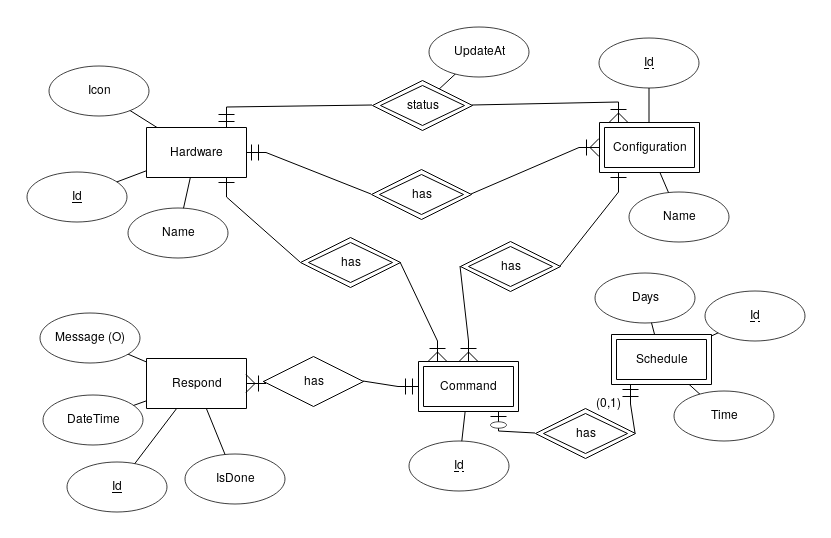 UpdateAt
Id
Icon
status
Hardware
Configuration
has
Id
Name
Name
has
has
Days
Id
Message (O)
Schedule
Respond
has
Command
(0,1)
DateTime
Time
has
Id
IsDone
Id